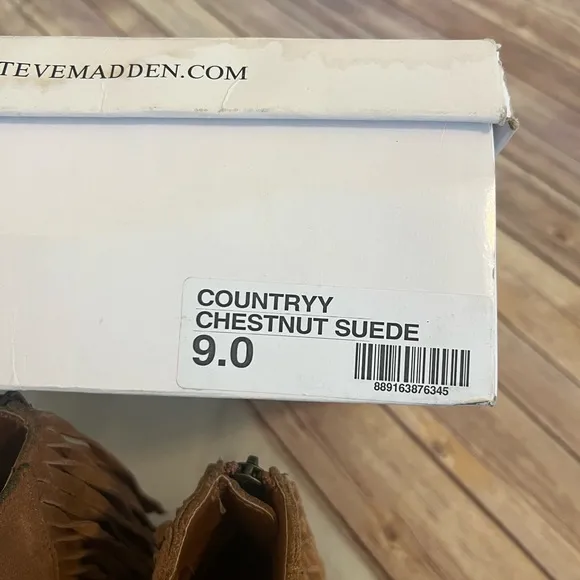 TEVEMADDEN.COM
COUNTRYY
CHESTNUT SUEDE
9.0
889163876345